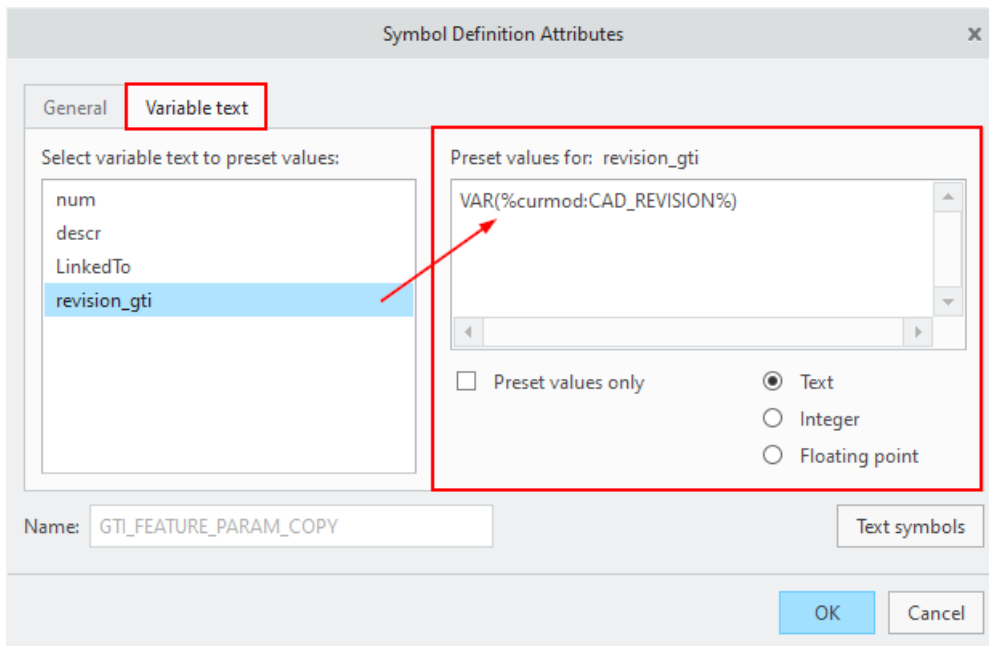 Symbol Definition Attributes
General
Variable text
Select variable text to preset values:
num
descr
LinkedTo
revision_gti
Preset values for: revision_gti
VAR(%curmod:CAD_REVISION%)
Preset values only
Text
Integer
Floating point
Name: GTI_FEATURE_PARAM_COPY
Text symbols
OK
Cancel